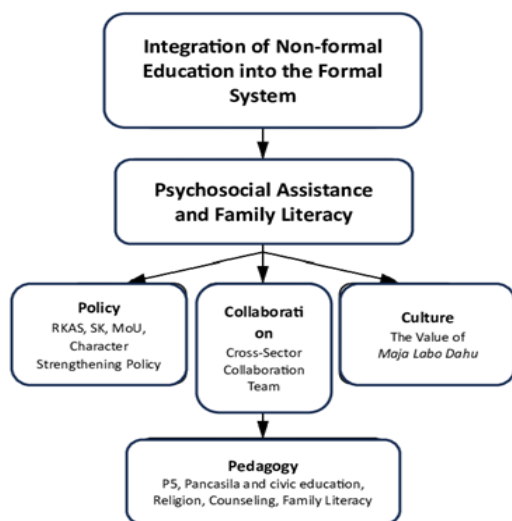 Integration of Non-formal
Education into the Formal
System
Psychosocial Assistance
and Family Literacy
Policy
RKAS, SK, MoU,
Character
Strengthening Policy
Collaborati
on
Cross-Sector
Collaboration
Team
Culture
The Value of
Maja Labo Dahu
Pedagogy
P5, Pancasila and civic education,
Religion, Counseling, Family Literacy